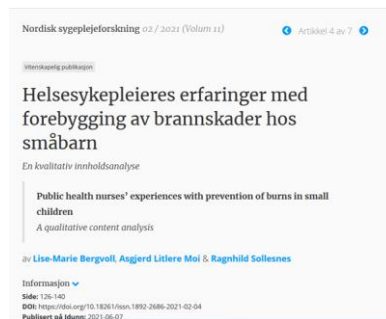 Nordisk sygeplejeforskning 02 / 2021 (Volum 11)
Artikkel 4 av 7
Vitenskapelig publikasjon
Helsesykepleieres erfaringer med
forebygging av brannskader hos
småbarn
En kvalitativ innholdsanalyse
Public health nurses’ experiences with prevention of burns in small
children
A qualitative content analysis
av Lise-Marie Bergvoll, Asgjerd Litlere Moi & Ragnhild Sollesnes
Informasjon
Side: 126-140
DOI: https://doi.org/10.18261/issn.1892-2686-2021-02-04
Publisert på Idunn: 2021-06-07